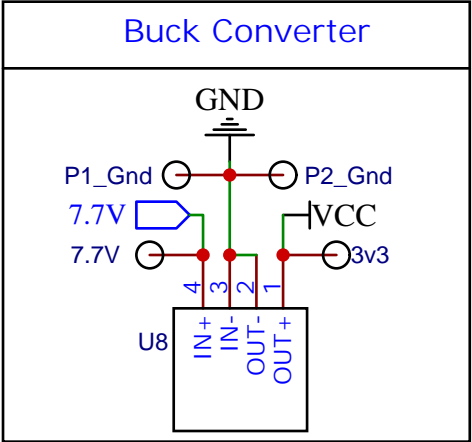 Buck Converter
GND
P1_Gnd
P2_Gnd
7.7V
VCC
7.7V
3v3
4
3
2
1
U8
IN+
IN-
OUT-
OUT+